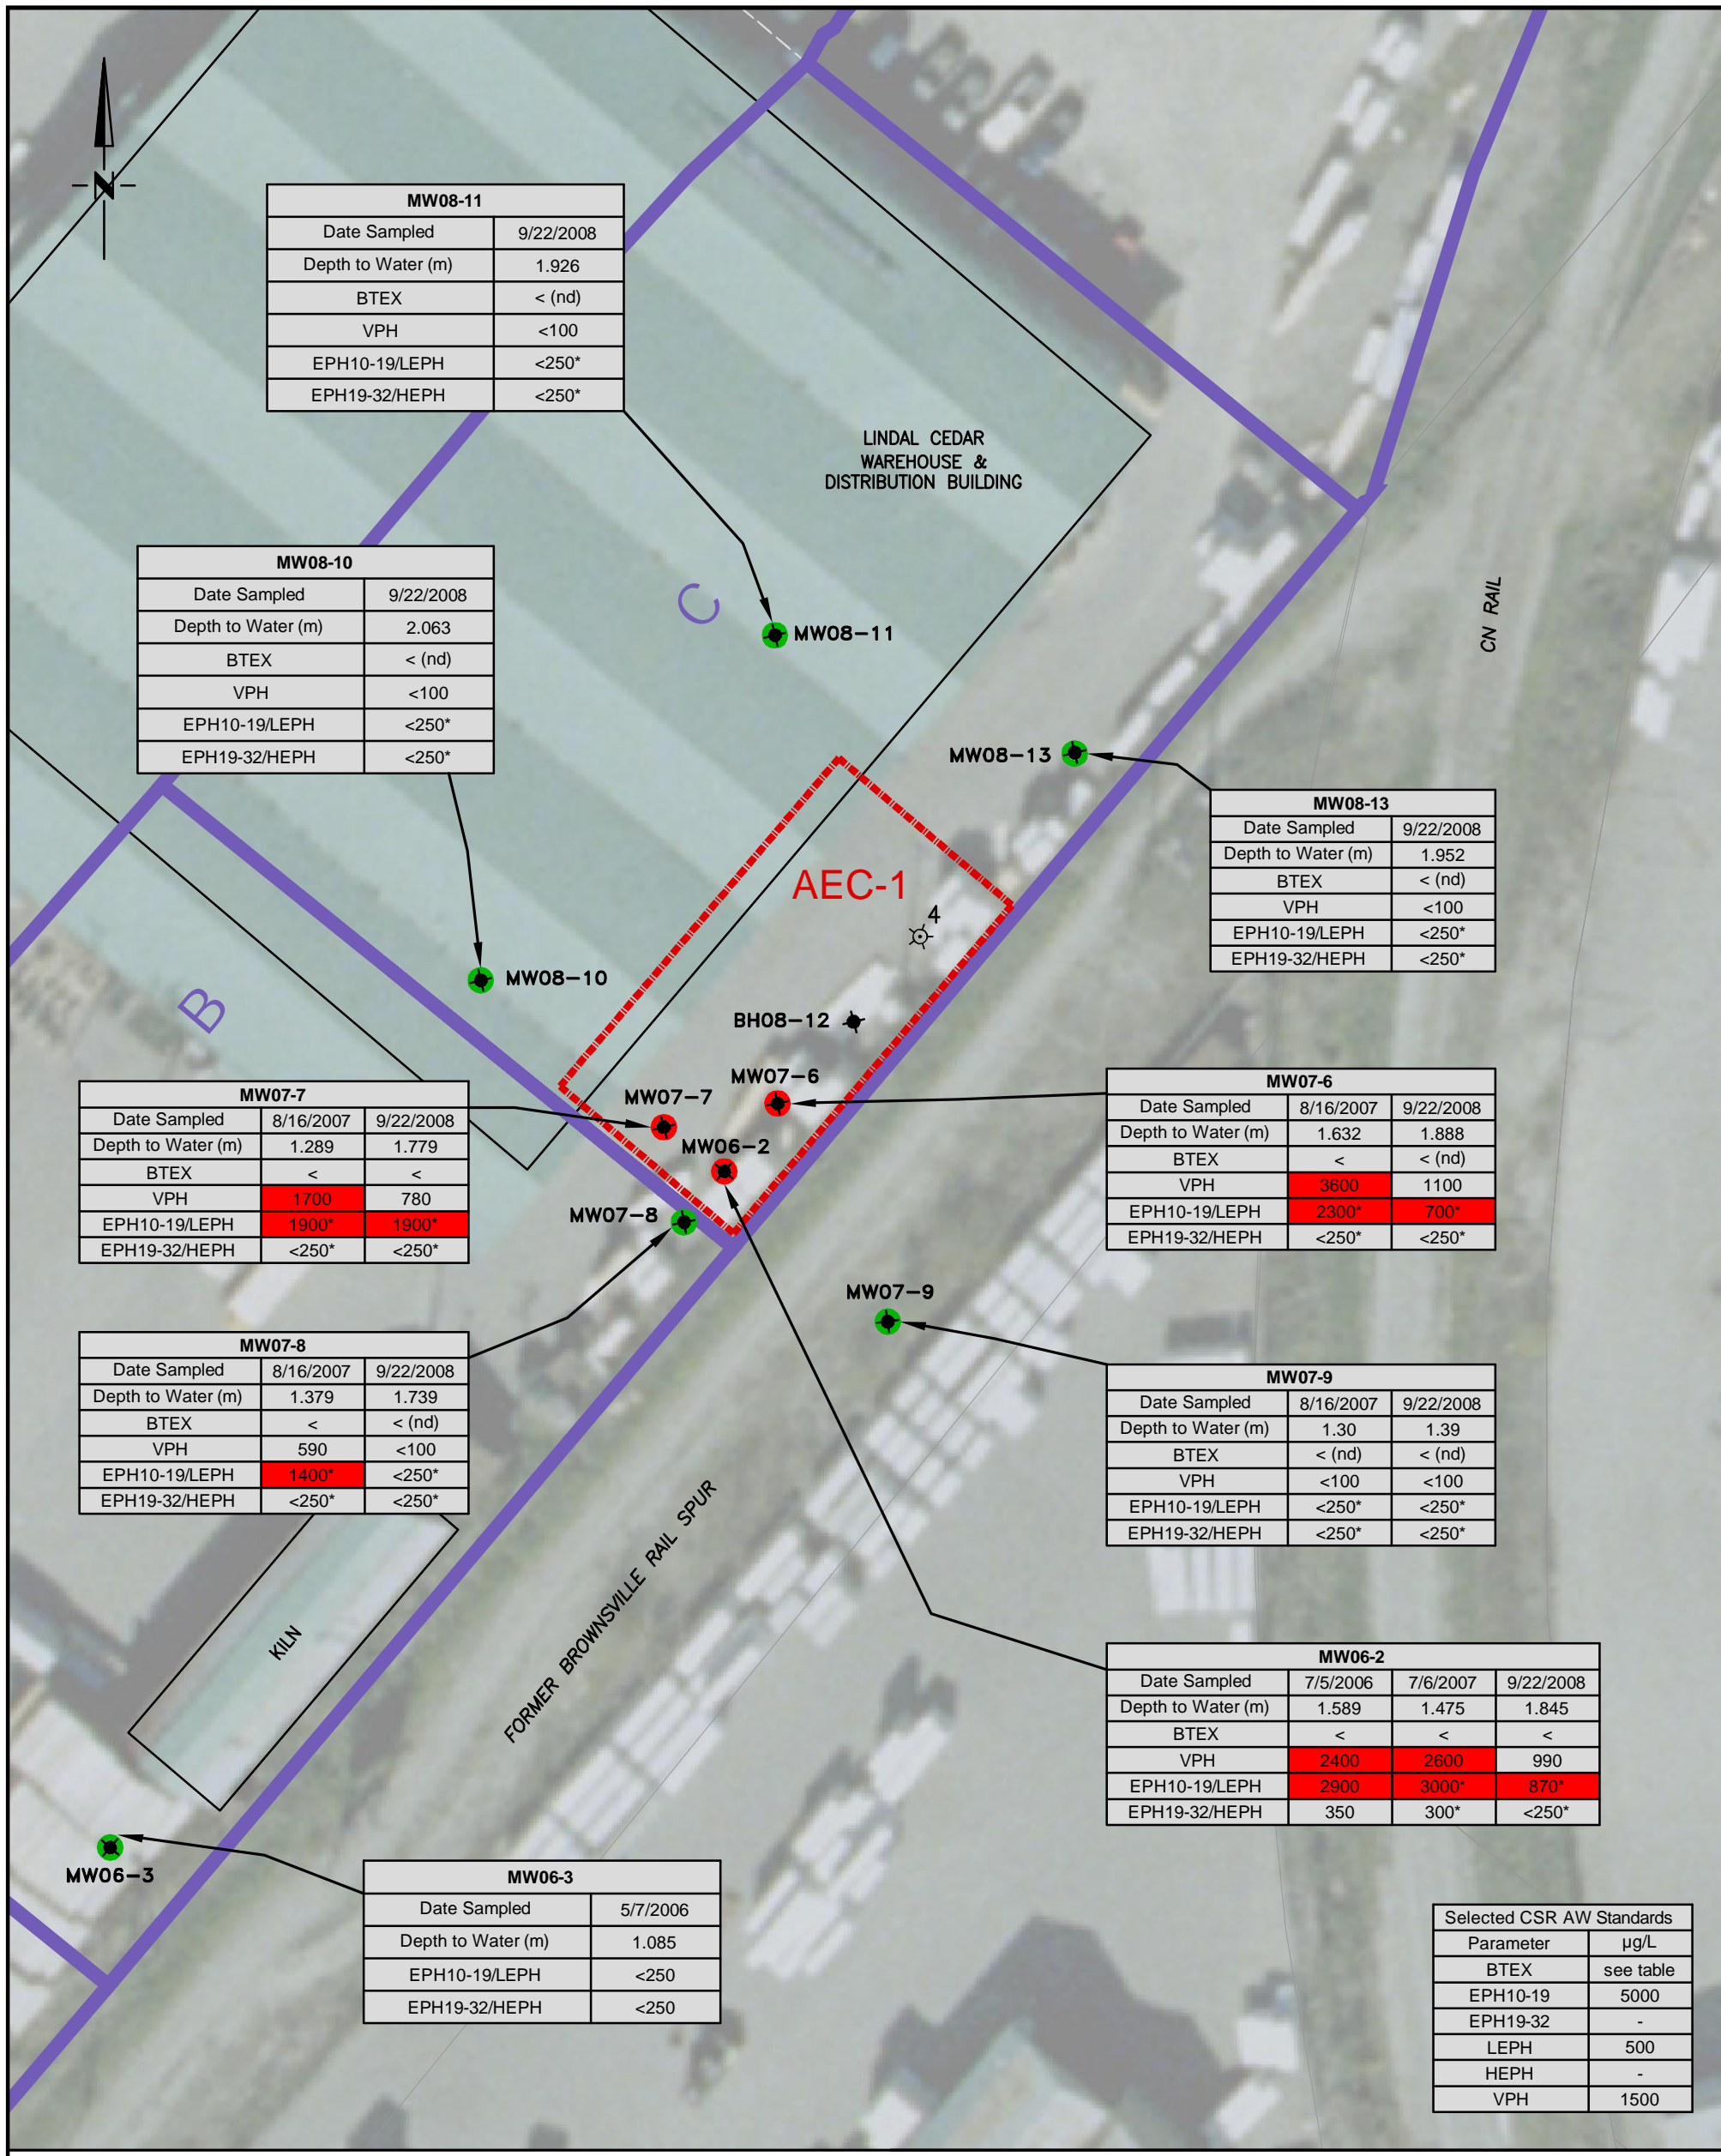 N
MW08-11
Date Sampled 9/22/2008
Depth to Water (m) 1.926
BTEX < (nd)
VPH <100
EPH10-19/LEPH <250*
EPH19-32/HEPH <250*
LINDAL CEDAR
WAREHOUSE &
DISTRIBUTION BUILDING
MW08-10
Date Sampled 9/22/2008
Depth to Water (m) 2.063
BTEX < (nd)
VPH <100
EPH10-19/LEPH <250*
EPH19-32/HEPH <250*
C
CN RAIL
MW08-11
MW08-13
MW08-13
Date Sampled 9/22/2008
Depth to Water (m) 1.952
BTEX < (nd)
VPH <100
EPH10-19/LEPH <250*
EPH19-32/HEPH <250*
AEC-1
4
MW08-10
B
BH08-12
MW07-6
MW07-7
MW06-2
MW07-8
MW07-7
Date Sampled 8/16/2007 9/22/2008
Depth to Water (m) 1.289 1.779
BTEX < <
VPH 1700 780
EPH10-19/LEPH 1900* 1900*
EPH19-32/HEPH <250* <250*
MW07-6
Date Sampled 8/16/2007 9/22/2008
Depth to Water (m) 1.632 1.888
BTEX < < (nd)
VPH 3600 1100
EPH10-19/LEPH 2300* 700*
EPH19-32/HEPH <250* <250*
MW07-9
MW07-8
Date Sampled 8/16/2007 9/22/2008
Depth to Water (m) 1.379 1.739
BTEX < < (nd)
VPH 590 <100
EPH10-19/LEPH 1400* <250*
EPH19-32/HEPH <250* <250*
MW07-9
Date Sampled 8/16/2007 9/22/2008
Depth to Water (m) 1.30 1.39
BTEX < (nd) < (nd)
VPH <100 <100
EPH10-19/LEPH <250* <250*
EPH19-32/HEPH <250* <250*
FORMER BROWNSVILLE RAIL SPUR
KILN
MW06-2
Date Sampled 7/5/2006 7/6/2007 9/22/2008
Depth to Water (m) 1.589 1.475 1.845
BTEX < < <
VPH 2400 2600 990
EPH10-19/LEPH 2900 3000* 870*
EPH19-32/HEPH 350 300* <250*
MW06-3
MW06-3
Date Sampled 5/7/2006
Depth to Water (m) 1.085
EPH10-19/LEPH <250
EPH19-32/HEPH <250
Selected CSR AW Standards
Parameter µg/L
BTEX see table
EPH10-19 5000
EPH19-32 -
LEPH 500
HEPH -
VPH 1500